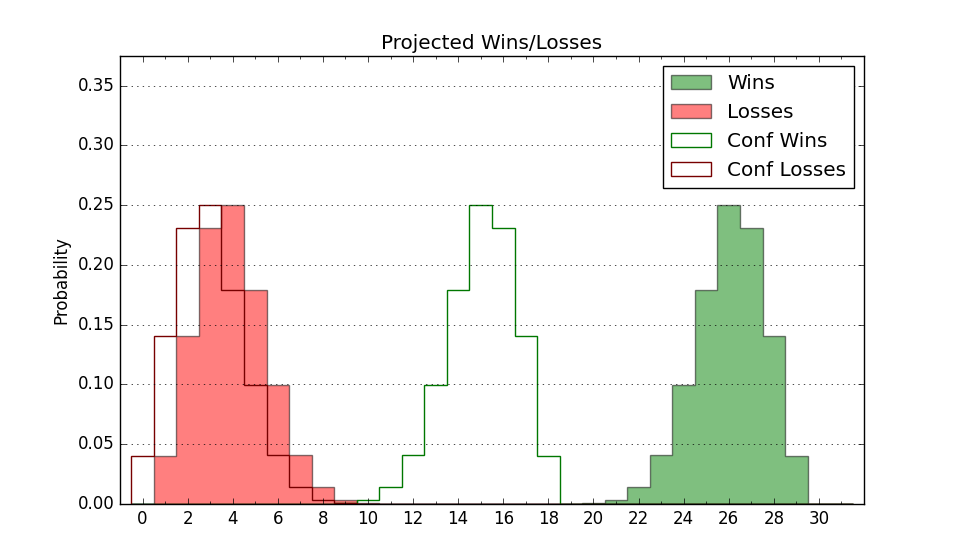 Projected Wins/Losses
Wins
Losses
Conf Wins
Conf Losses
Probability
0.35
0.30
0.25
0.20
0.15
0.10
0.05
0.00
0 2 4 6 8 10 12 14 16 18 20 22 24 26 28 30